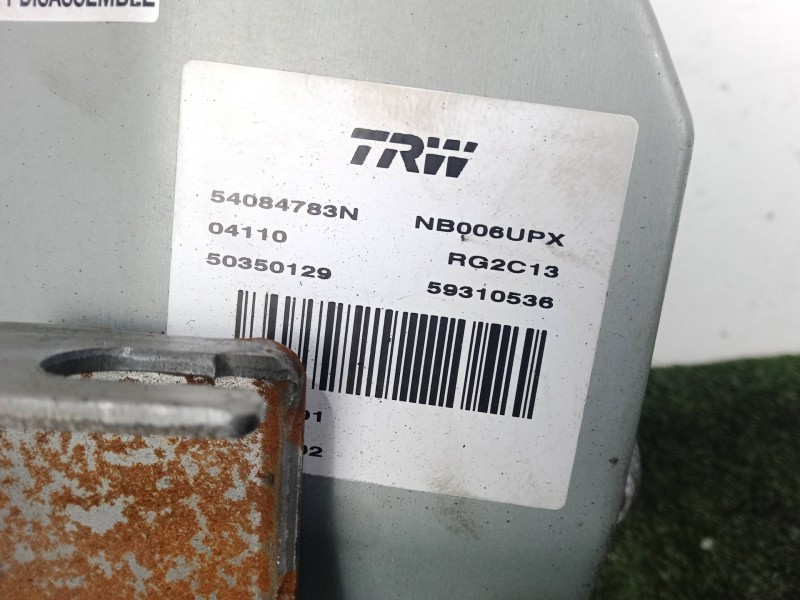 DISASSEMBLE
TRW
54084783N NB006UPX
04110 RG2C13
50350129 59310536